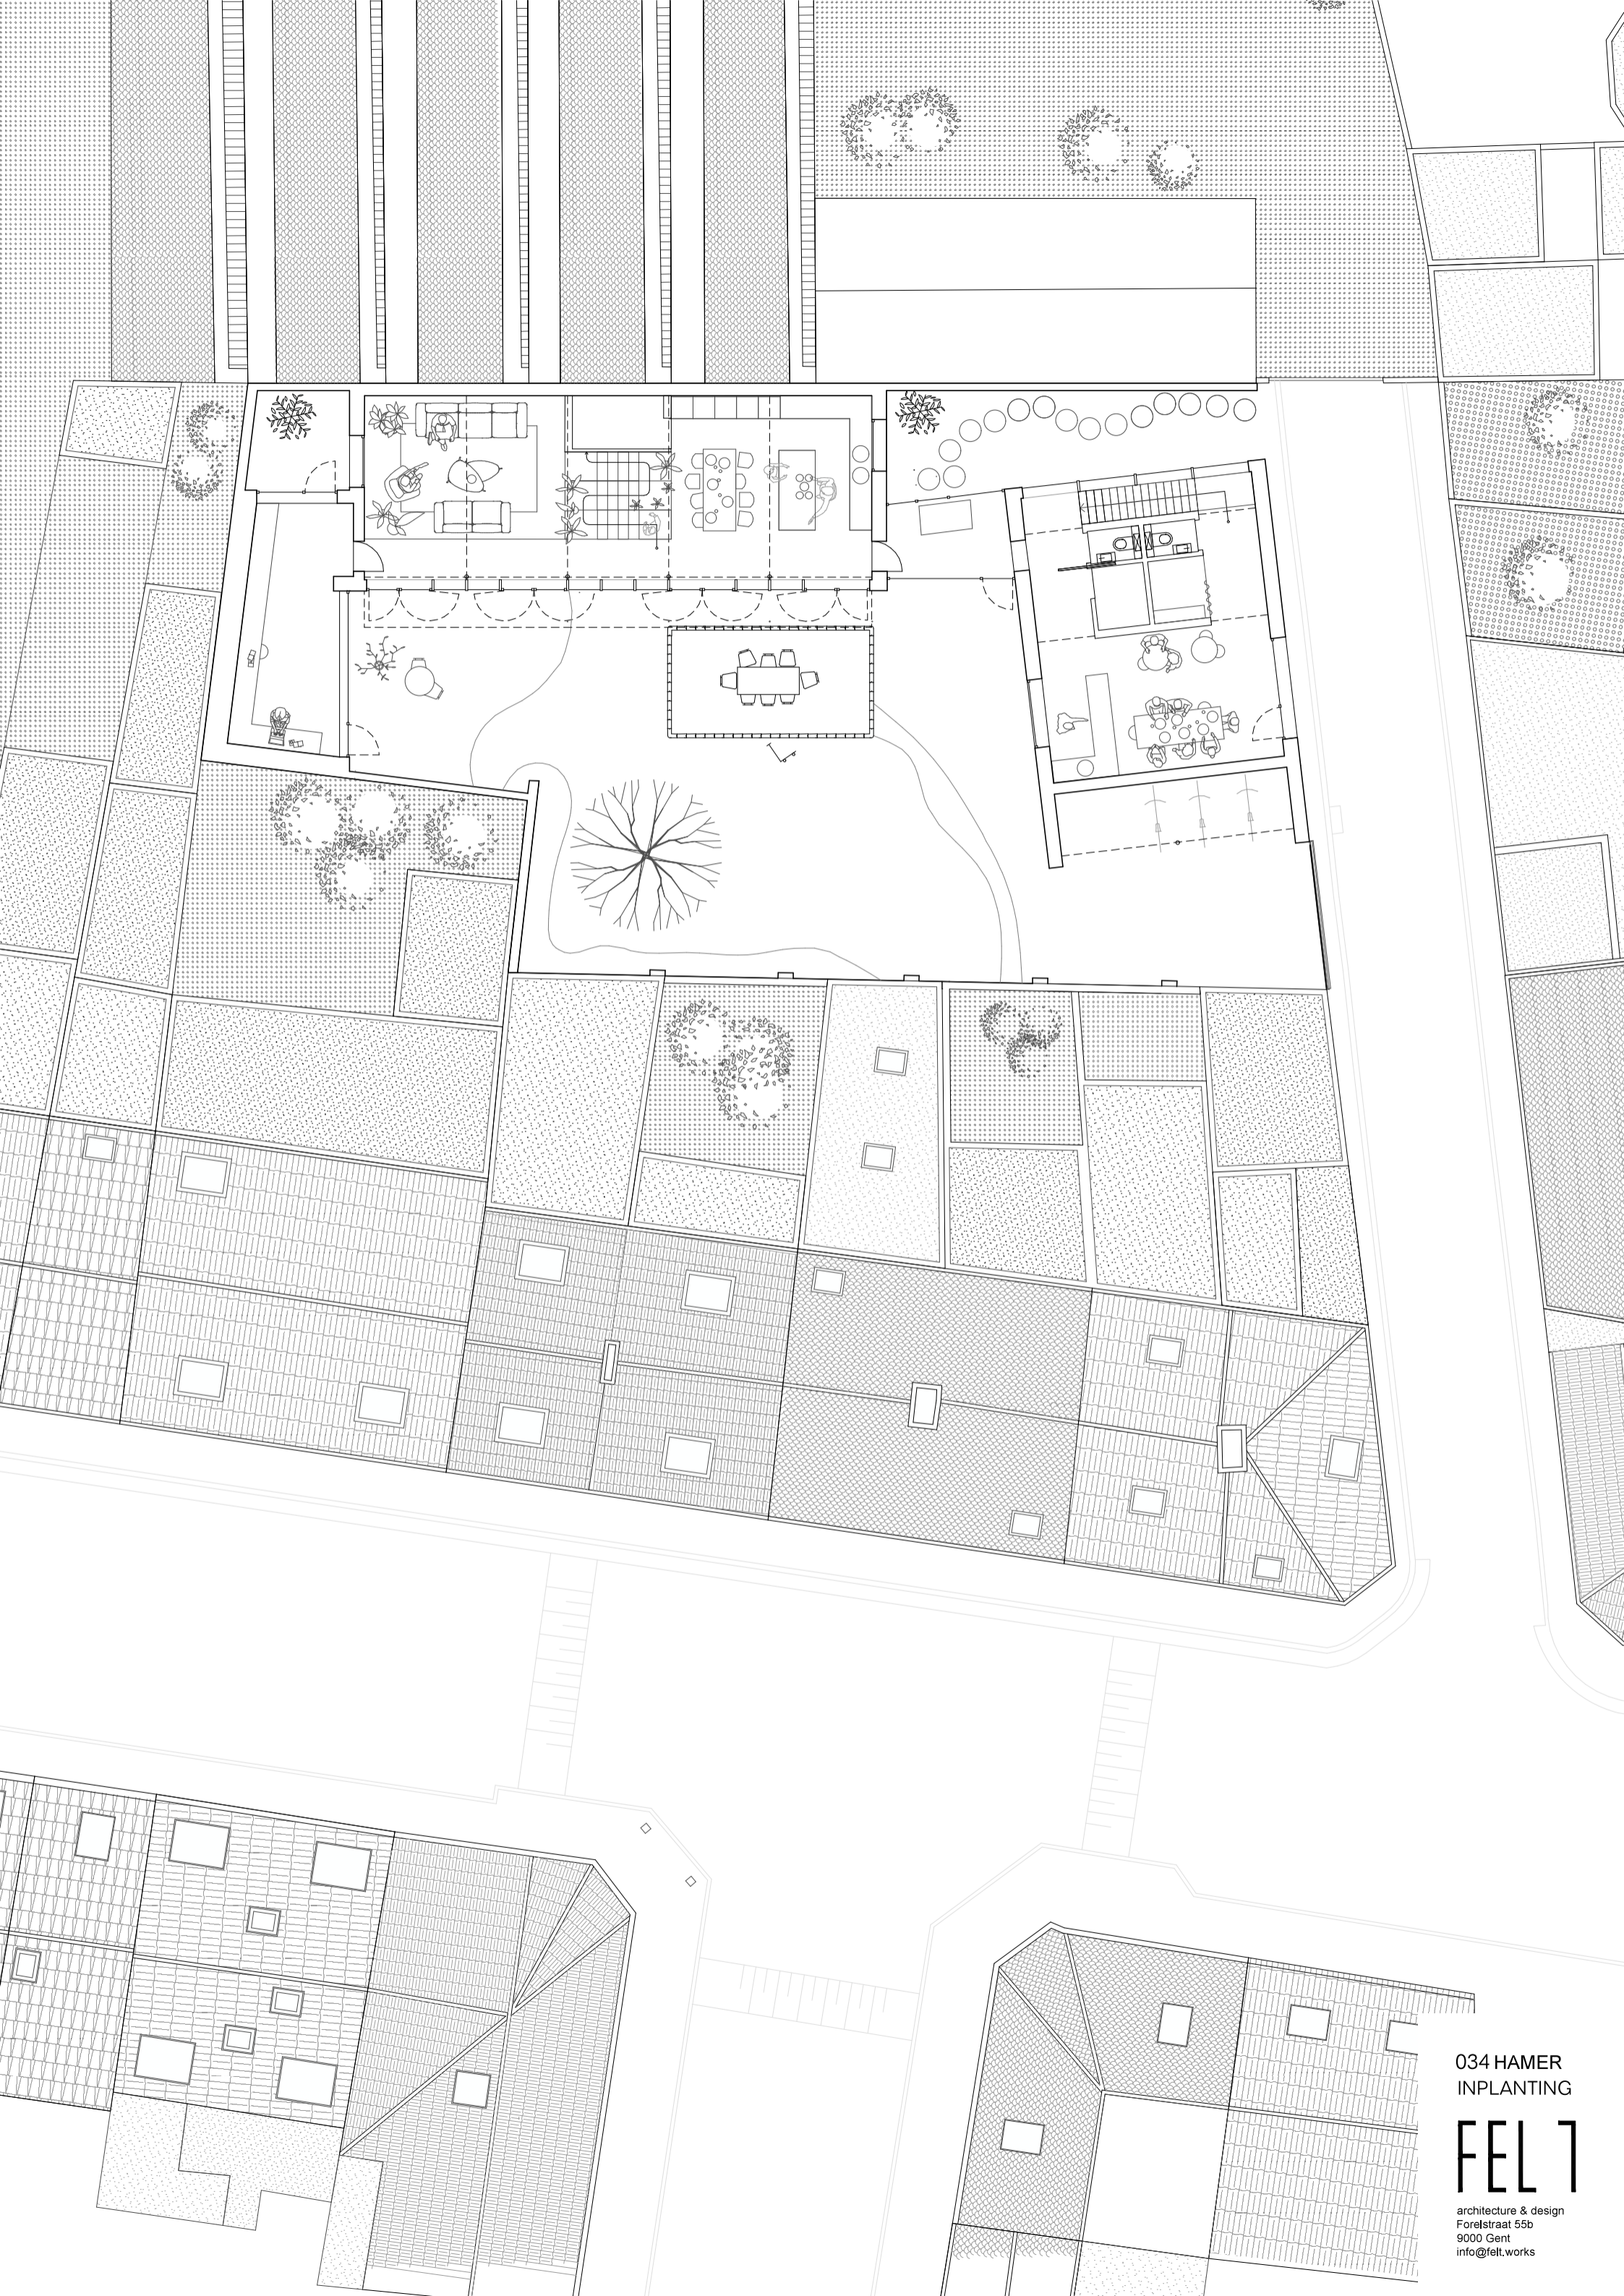 034 HAMER
INPLANTING
FELT
architecture & design
Forelstraat 55b
9000 Gent
info@felt.works